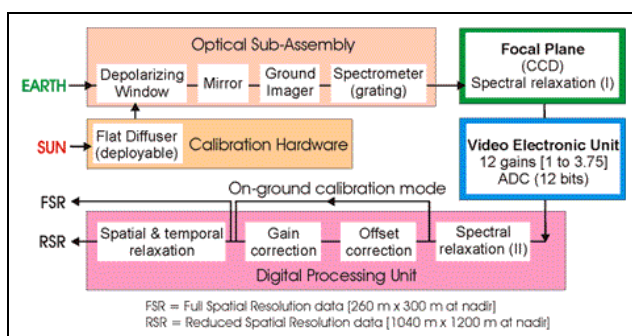 Optical Sub-Assembly
EARTH
Depolarizing
Window
Mirror
Ground
Imager
Spectrometer
(grating)
Focal Plane
(CCD)
Spectral relaxation (I)
SUN
Flat Diffuser
(deployable)
Calibration Hardware
Video Electronic Unit
12 gains [1 to 3.75]
ADC (12 bits)
On-ground calibration mode
FSR
RSR
Spatial & temporal
relaxation
Gain
correction
Offset
correction
Spectral
relaxation (II)
Digital Processing Unit
FSR = Full Spatial Resolution data [260 m x 300 m at nadir)
RSR = Reduced Spatial Resolution data [1040 m x 1200 m at nadir)